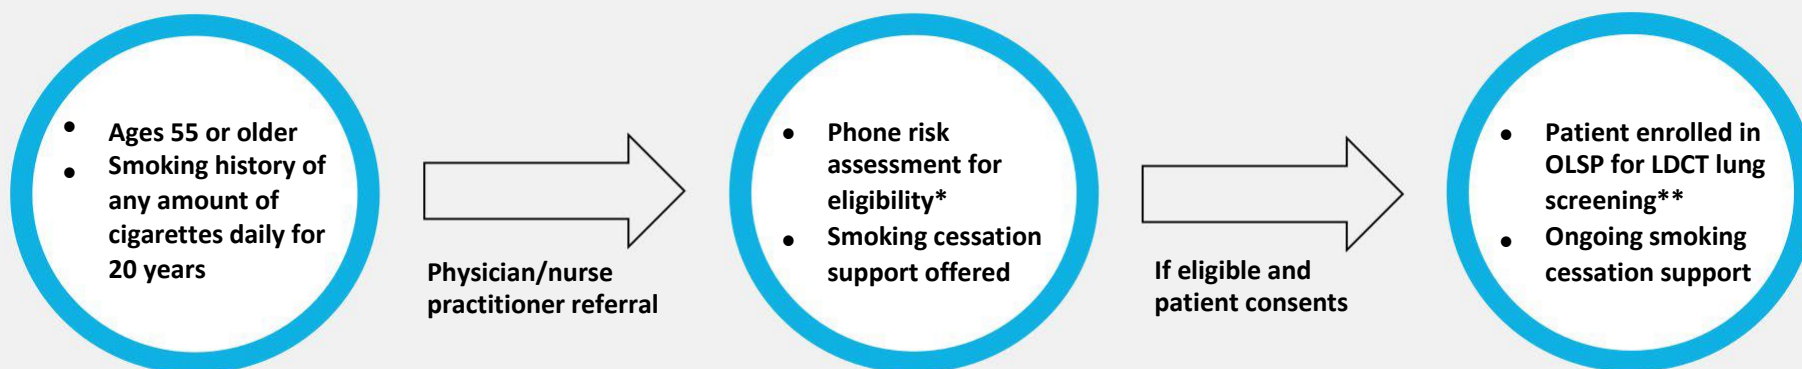 • Ages 55 or older
• Smoking history of
any amount of
cigarettes daily for
20 years
Physician/nurse
practitioner referral
• Phone risk
assessment for
eligibility*
• Smoking cessation
support offered
If eligible and
patient consents
• Patient enrolled in
OLSP for LDCT lung
screening**
• Ongoing smoking
cessation support